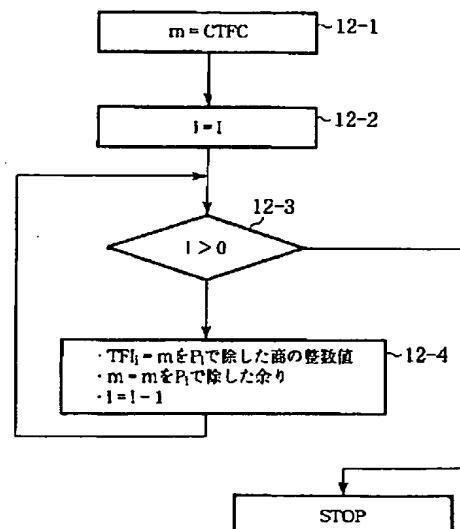 m = CTFC
12-1
i = I
12-2
12-3
i > 0
・TFIi = mをPiで除した商の整数値
・m = mをPiで除した余り
・i = i - 1
12-4
STOP